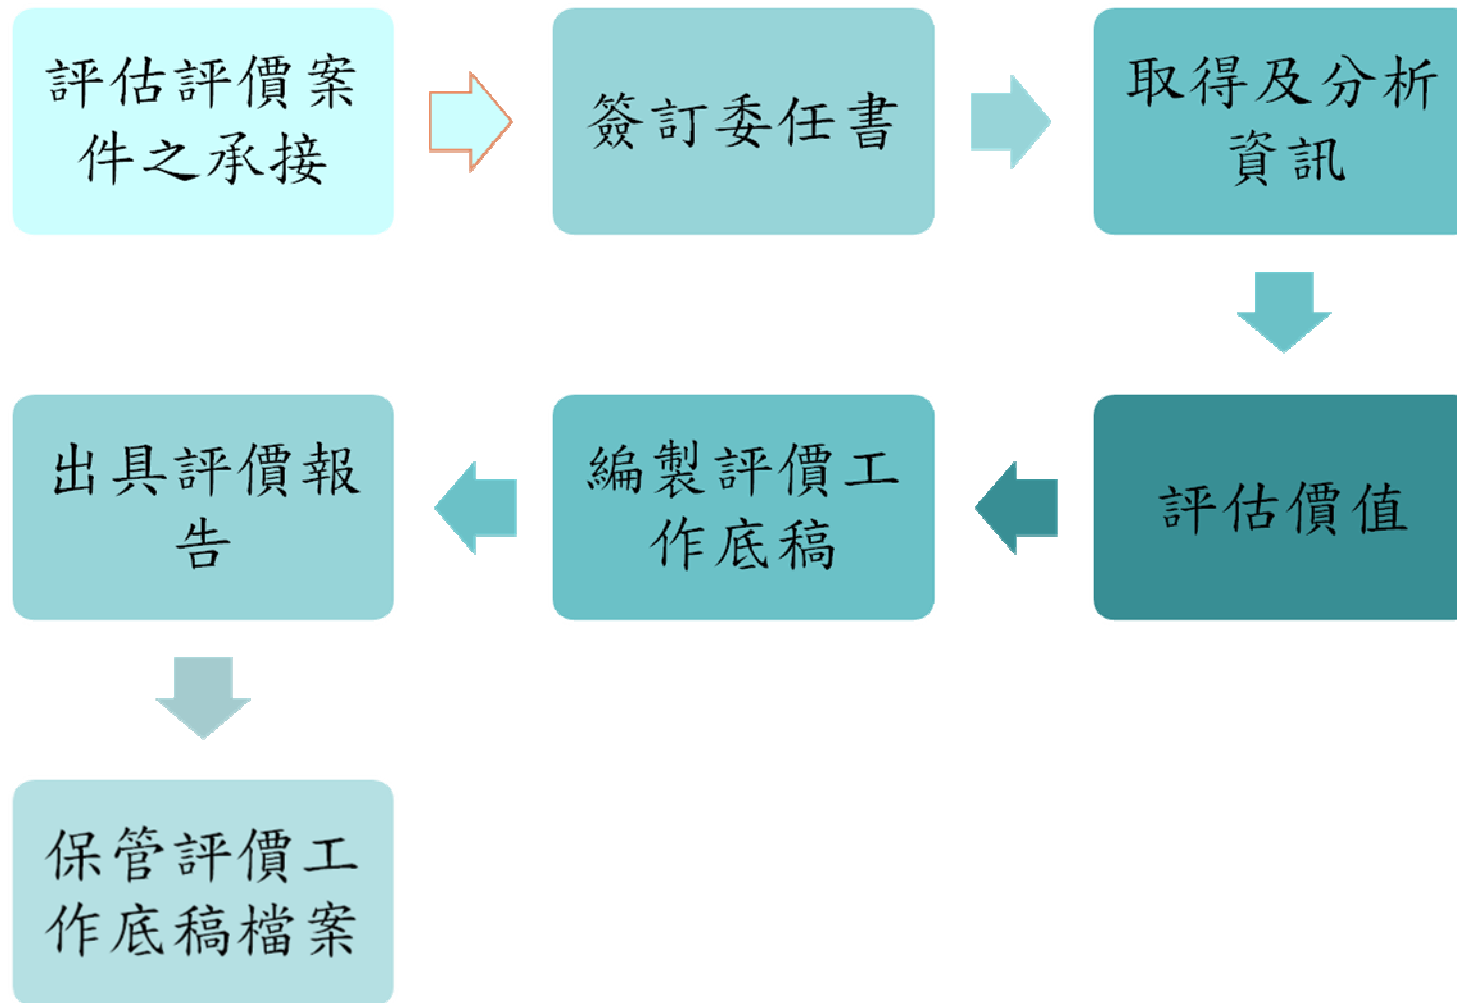 評估評價案
件之承接
簽訂委任書
取得及分析
資訊
評估價值
編製評價工
作底稿
出具評價報
告
保管評價工
作底稿檔案